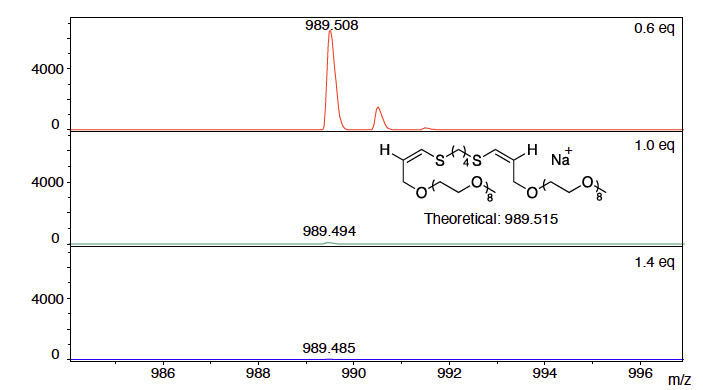 989.508
0.6 eq
4000
0
1.0 eq
H
H
Na+
S
4
S
4000
O
O
8
O
O
8
Theoretical: 989.515
989.494
0
1.4 eq
4000
989.485
0
986
988
990
992
994
996
m/z